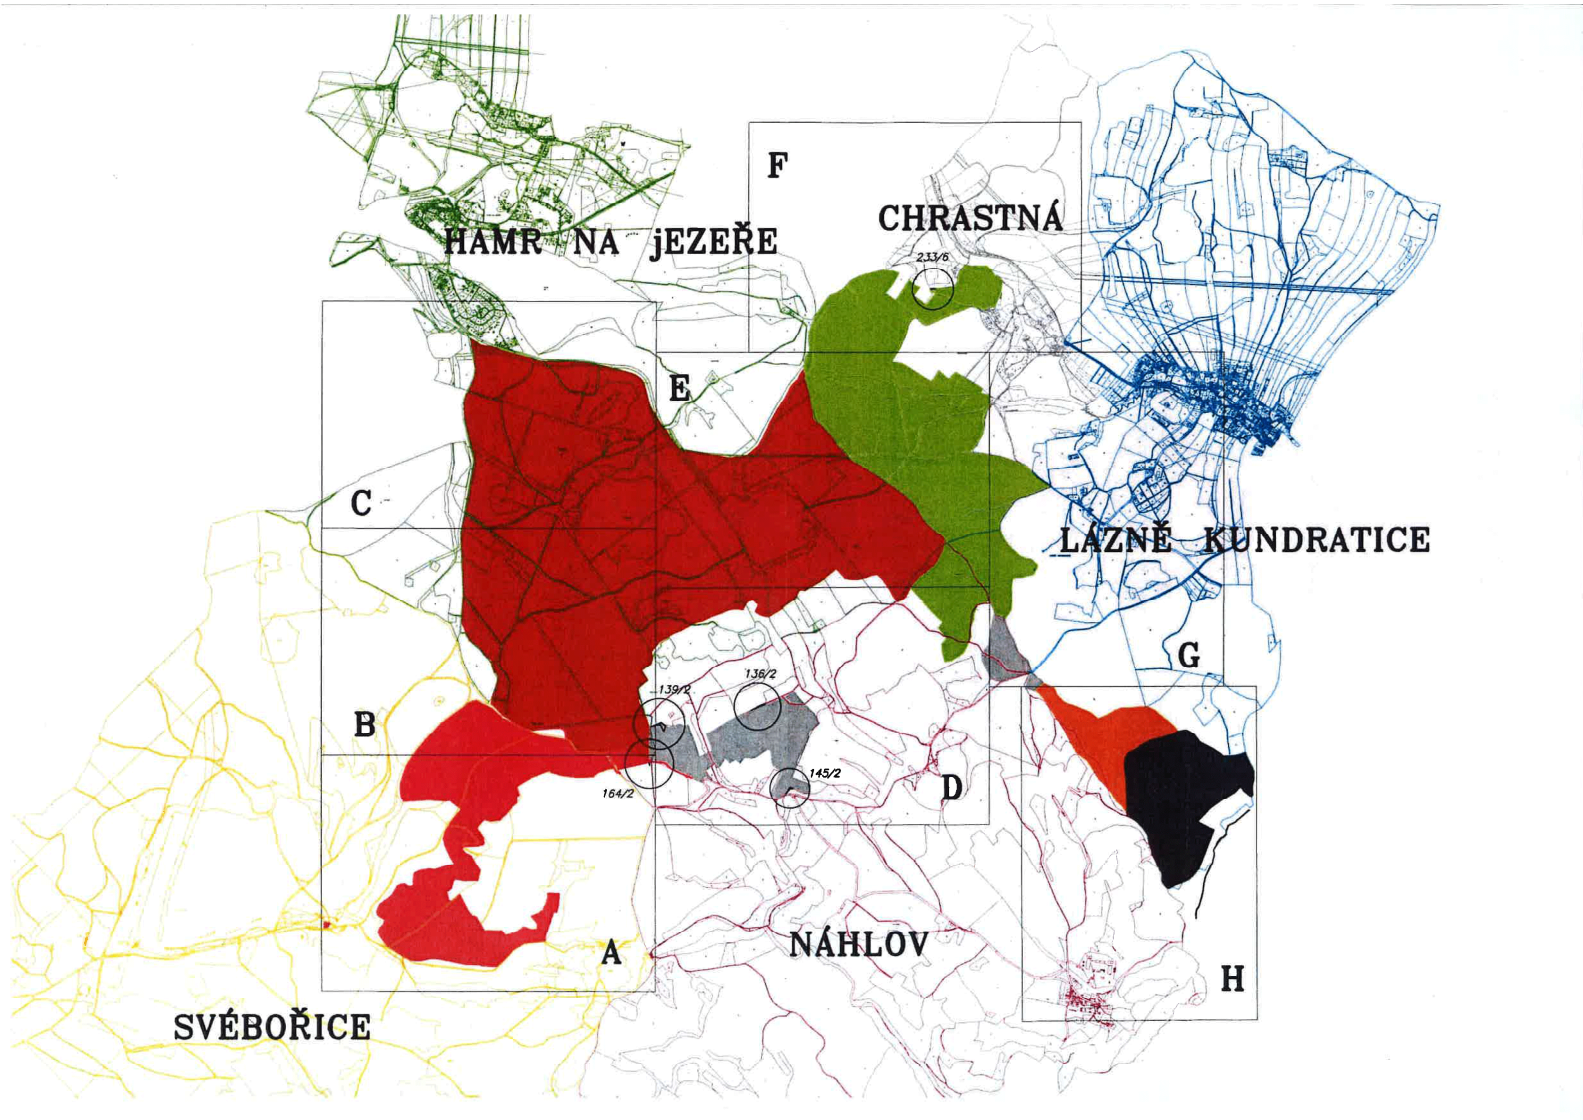 F
CHRASTNÁ
HAMR NA jEZEŘE
233/6
E
C
LÁZNĚ KUNDRATICE
G
136/2
139/2
B
145/2
D
164/2
NÁHLOV
A
H
SVÉBOŘICE